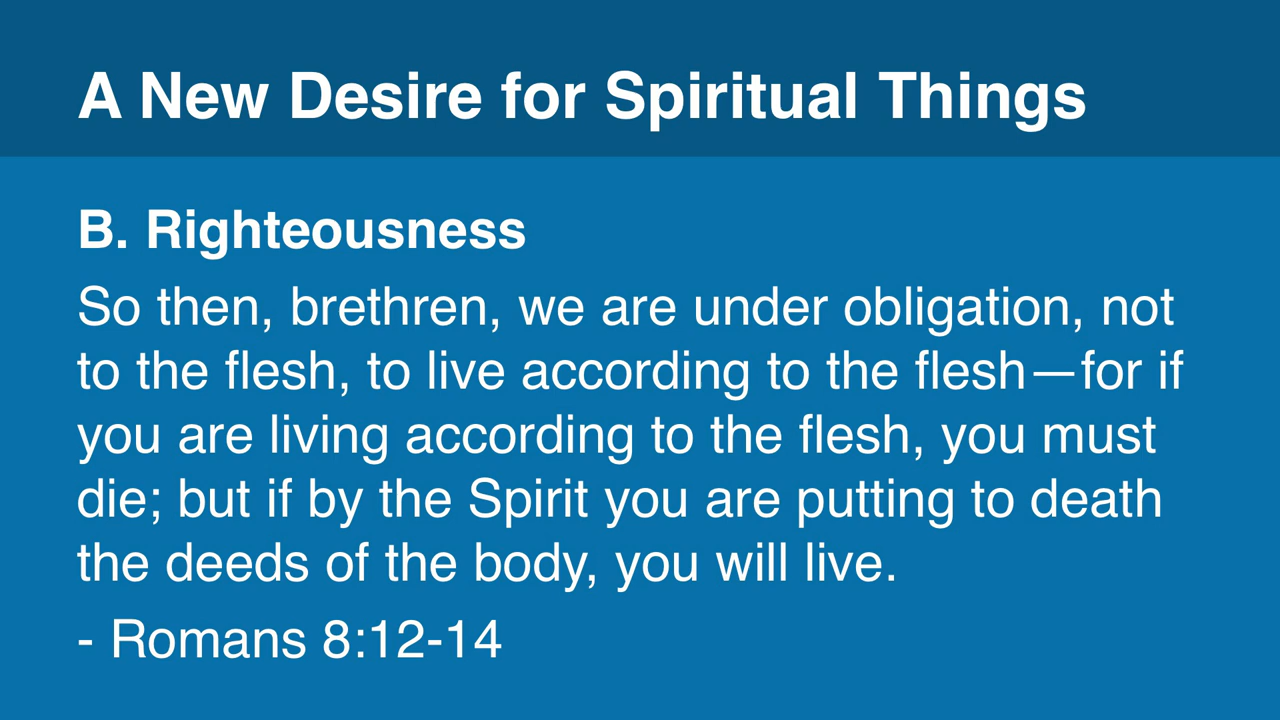 A New Desire for Spiritual Things
B. Righteousness
So then, brethren, we are under obligation, not
to the flesh, to live according to the flesh—for if
you are living according to the flesh, you must
die; but if by the Spirit you are putting to death
the deeds of the body, you will live.
- Romans 8:12-14